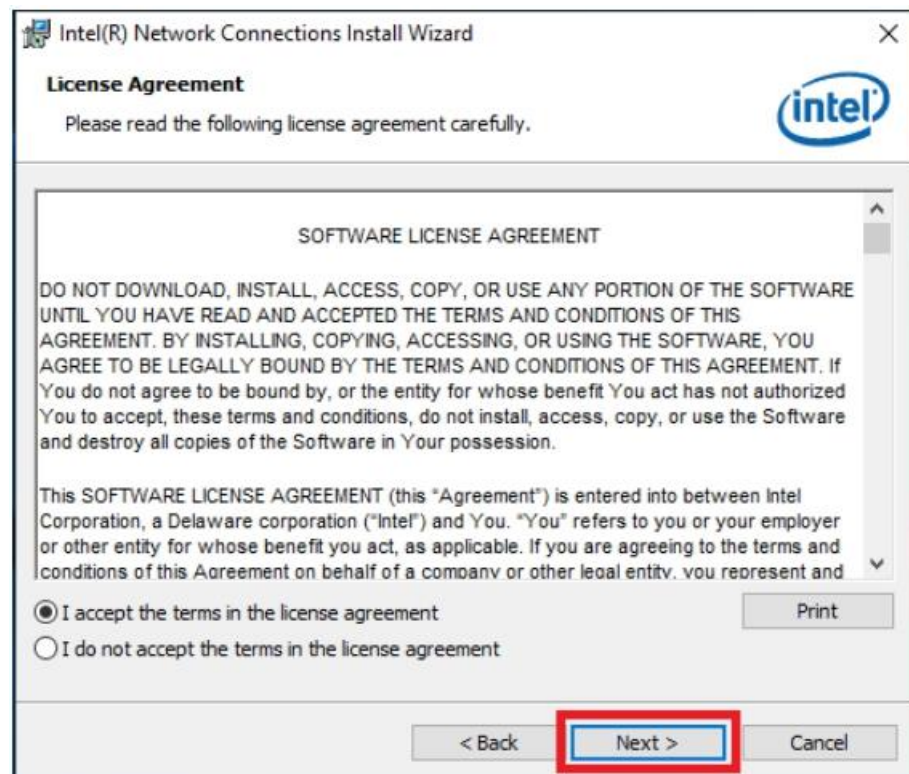 Intel(R) Network Connections Install Wizard
License Agreement
Please read the following license agreement carefully.
intel
SOFTWARE LICENSE AGREEMENT
DO NOT DOWNLOAD, INSTALL, ACCESS, COPY, OR USE ANY PORTION OF THE SOFTWARE
UNTIL YOU HAVE READ AND ACCEPTED THE TERMS AND CONDITIONS OF THIS
AGREEMENT. BY INSTALLING, COPYING, ACCESSING, OR USING THE SOFTWARE, YOU
AGREE TO BE LEGALLY BOUND BY THE TERMS AND CONDITIONS OF THIS AGREEMENT. If
You do not agree to be bound by, or the entity for whose benefit You act has not authorized
You to accept, these terms and conditions, do not install, access, copy, or use the Software
and destroy all copies of the Software in Your possession.
This SOFTWARE LICENSE AGREEMENT (this “Agreement”) is entered into between Intel
Corporation, a Delaware corporation (“Intel”) and You. “You” refers to you or your employer
or other entity for whose benefit you act, as applicable. If you are agreeing to the terms and
conditions of this Agreement on behalf of a company or other legal entity, you represent and
I accept the terms in the license agreement
Print
I do not accept the terms in the license agreement
< Back
Next >
Cancel